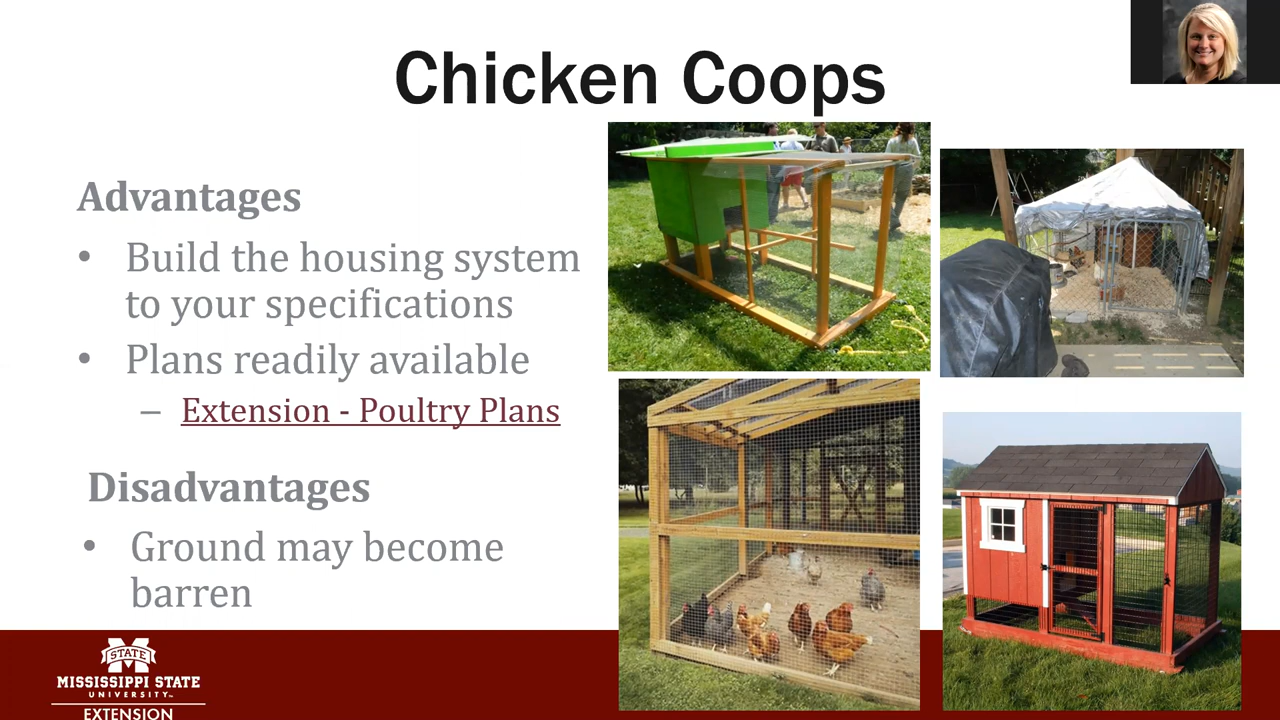 Chicken Coops
Advantages
• Build the housing system
to your specifications
• Plans readily available
– Extension - Poultry Plans
Disadvantages
• Ground may become
barren
STATE
MISSISSIPPI STATE
UNIVERSITY™
EXTENSION